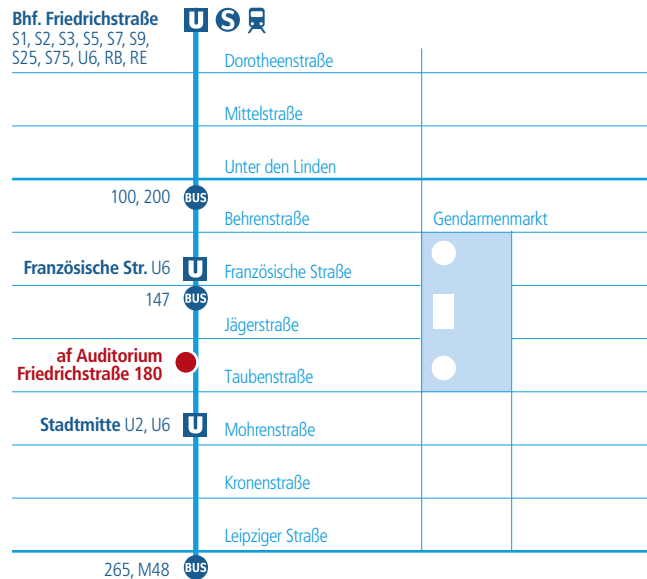 Bhf. Friedrichstraße
S1, S2, S3, S5, S7, S9,
S25, S75, U6, RB, RE
U S
Dorotheenstraße
Mittelstraße
Unter den Linden
100, 200 BUS
Behrenstraße
Gendarmenmarkt
Französische Str. U6 U
Französische Straße
147 BUS
Jägerstraße
af Auditorium
Friedrichstraße 180
Taubenstraße
Stadtmitte U2, U6 U
Mohrenstraße
Kronenstraße
Leipziger Straße
265, M48 BUS